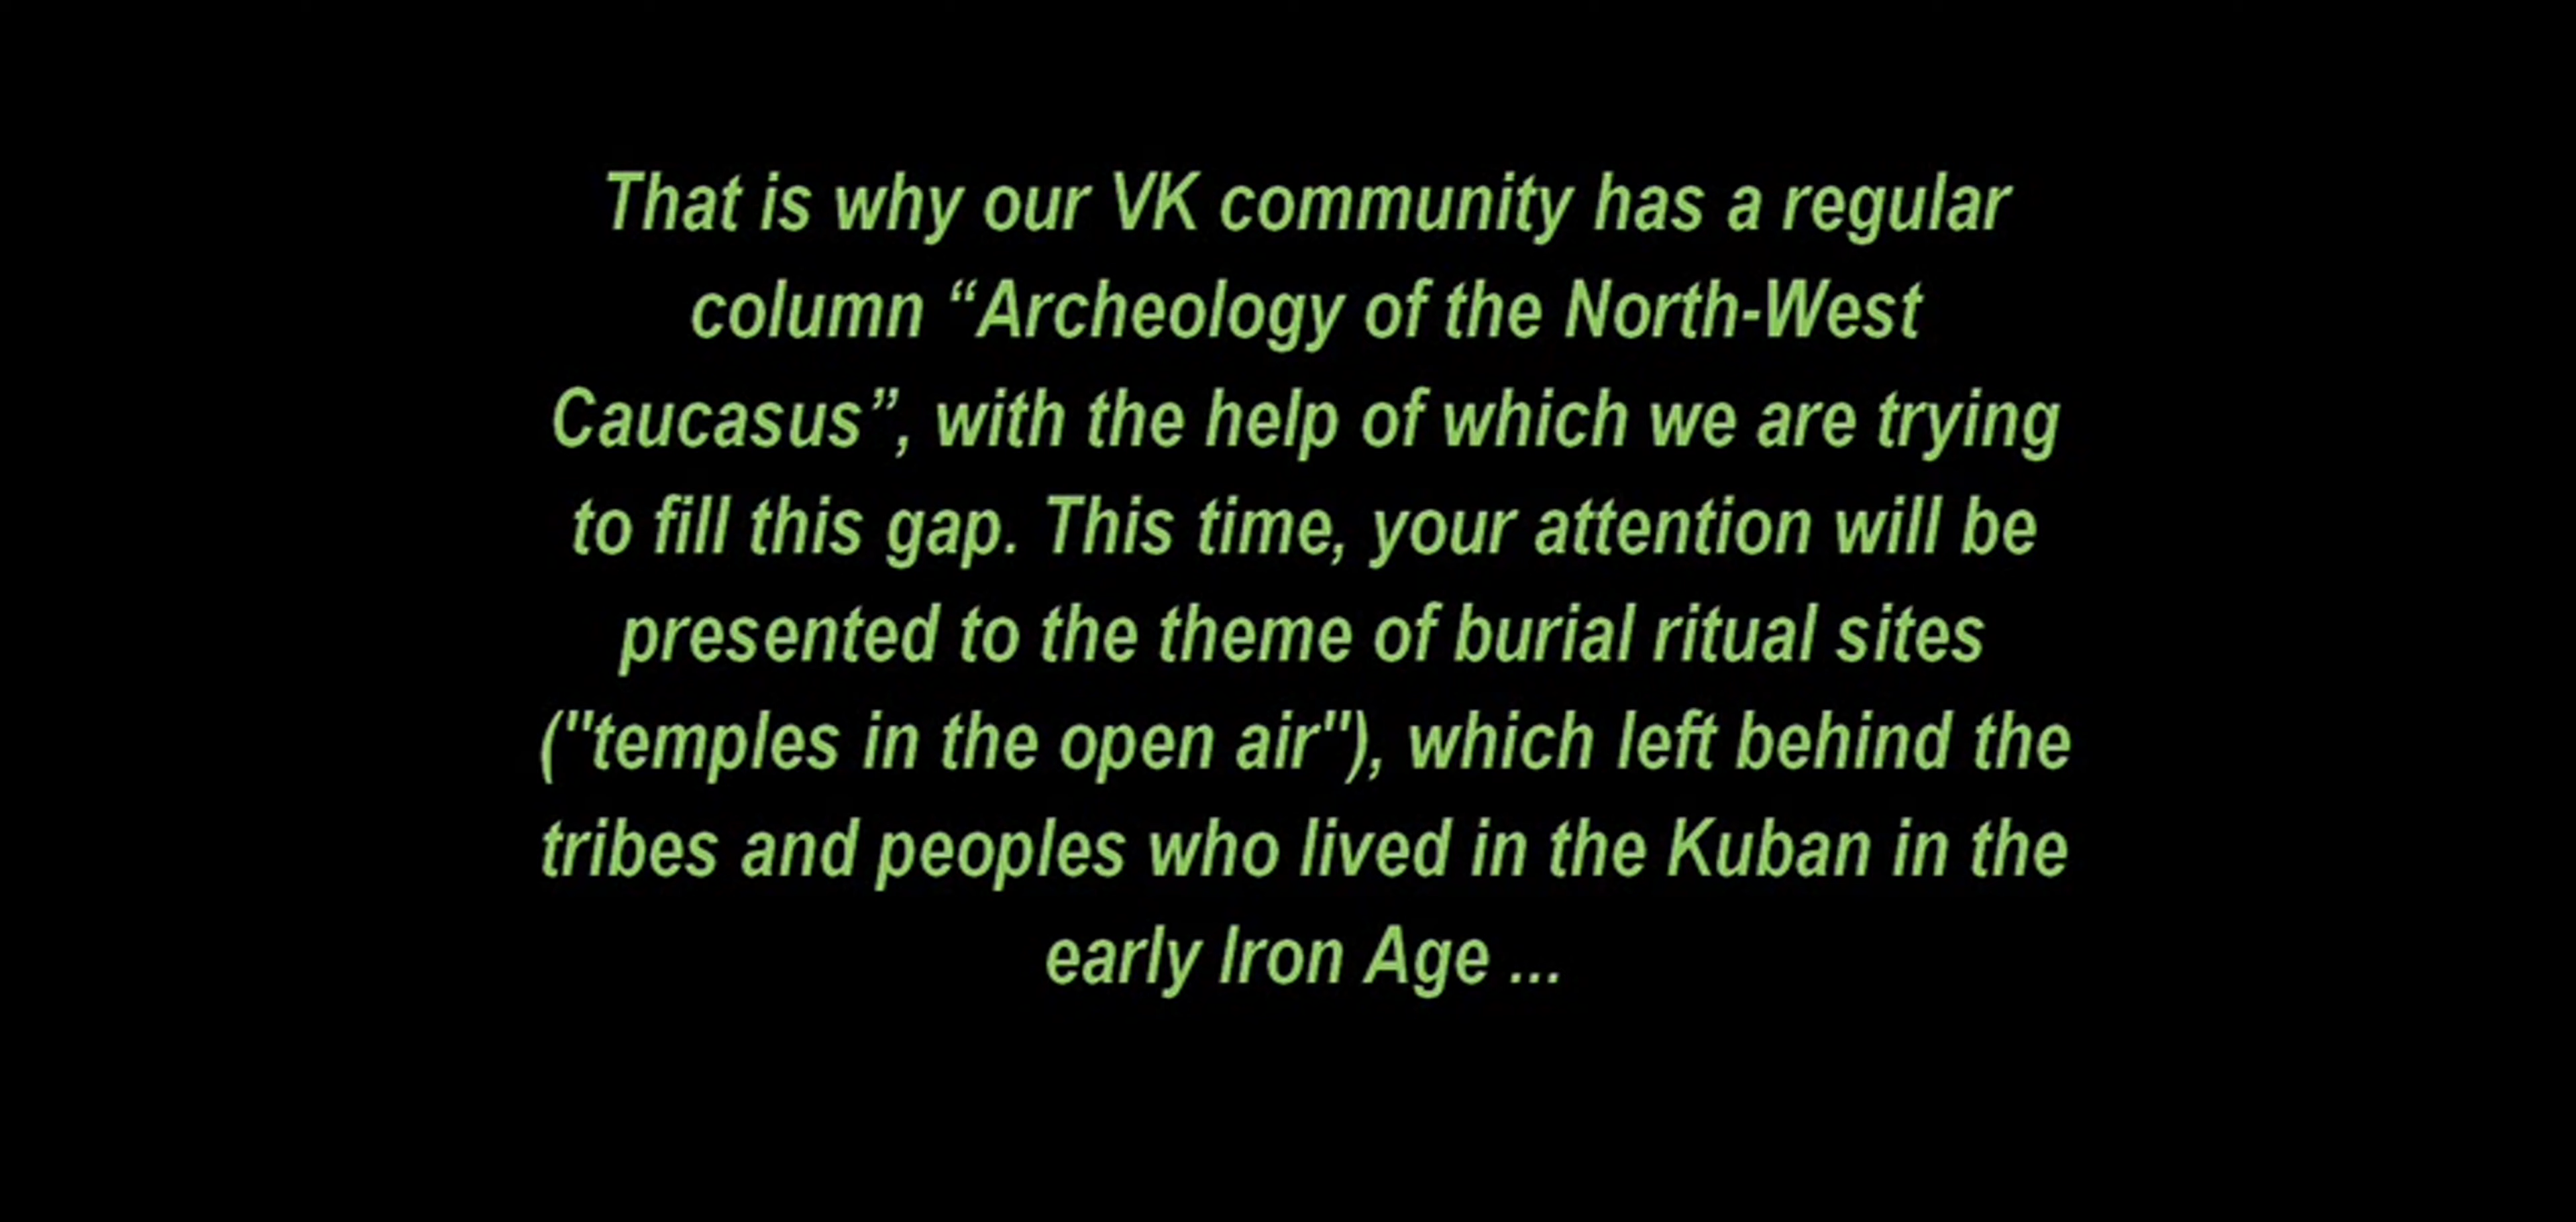 That is why our VK community has a regular
column “Archeology of the North-West
Caucasus”, with the help of which we are trying
to fill this gap. This time, your attention will be
presented to the theme of burial ritual sites
("temples in the open air"), which left behind the
tribes and peoples who lived in the Kuban in the
early Iron Age ...